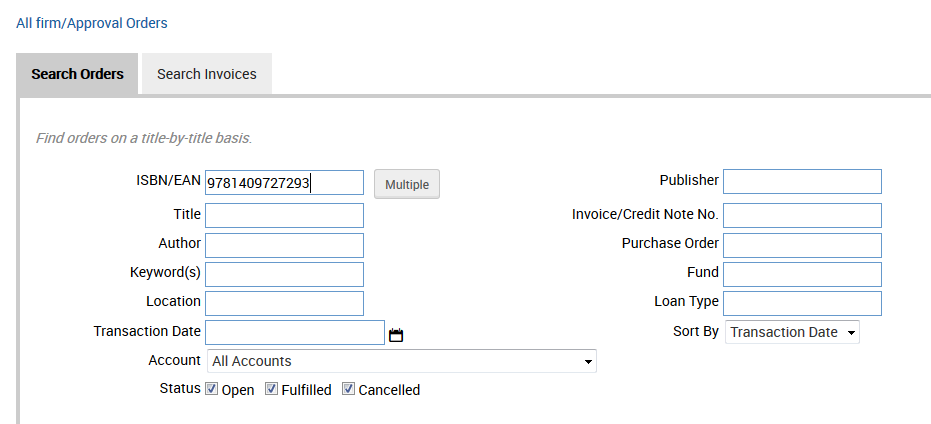 All firm/Approval Orders
Search Orders Search Invoices
Find orders on a title-by-title basis.
ISBN/EAN 9781409727293 Multiple Publisher
Title Invoice/Credit Note No.
Author Purchase Order
Keyword(s) Fund
Location Loan Type
Transaction Date Sort By Transaction Date
Account All Accounts
Status Open Fulfilled Cancelled